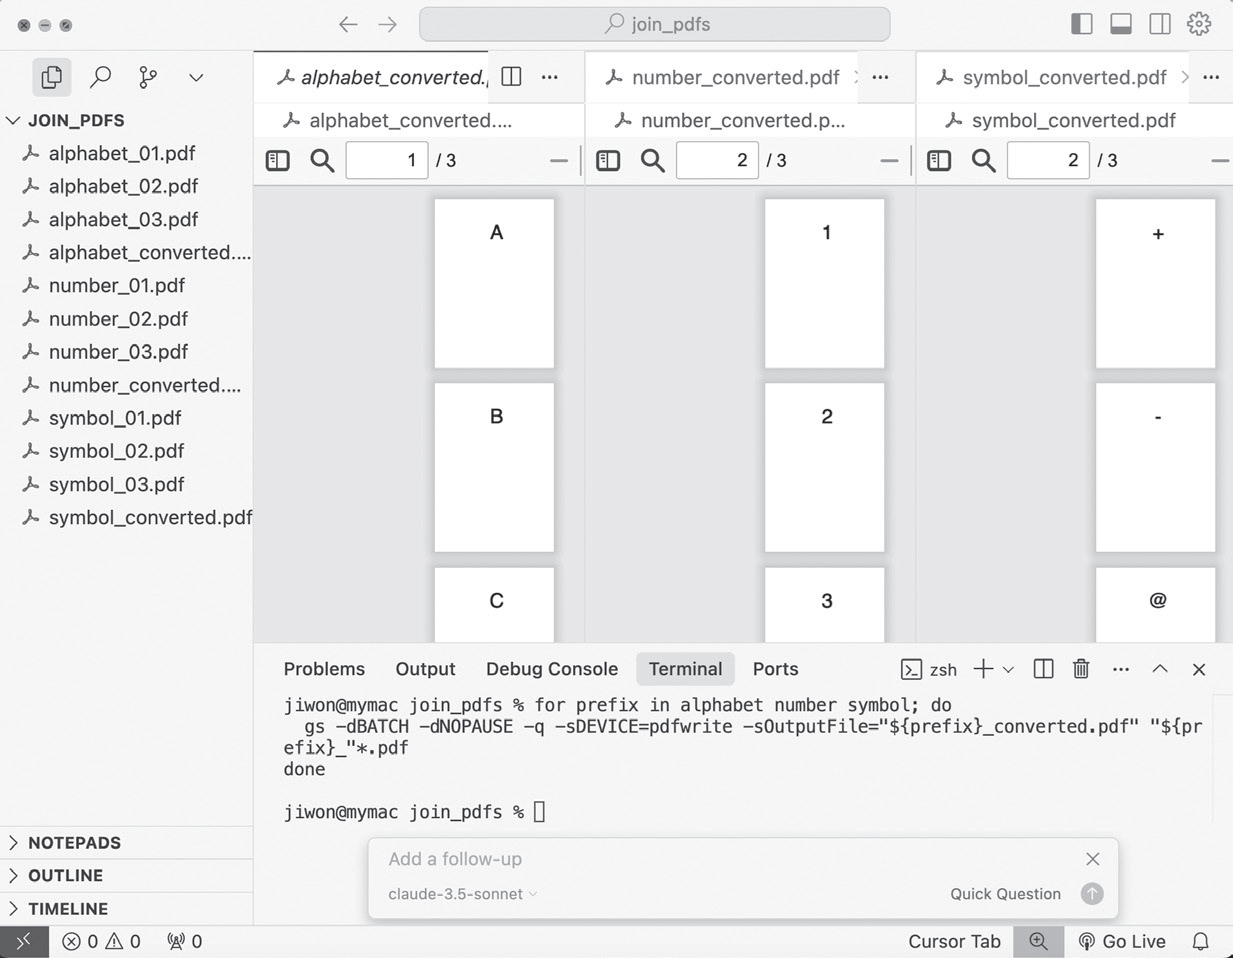 join_pdfs
JOIN_PDFS
alphabet_01.pdf
alphabet_02.pdf
alphabet_03.pdf
alphabet_converted....
number_01.pdf
number_02.pdf
number_03.pdf
number_converted....
symbol_01.pdf
symbol_02.pdf
symbol_03.pdf
symbol_converted.pdf
NOTEPADS
OUTLINE
TIMELINE
alphabet_converted.
alphabet_converted....
1 / 3
A
B
C
number_converted.pdf
number_converted.p...
2 / 3
1
2
3
symbol_converted.pdf
symbol_converted.pdf
2 / 3
+
-
@
Problems Output Debug Console Terminal Ports zsh
jiwon@mymac join_pdfs % for prefix in alphabet number symbol; do
gs -dBATCH -dNOPAUSE -q -sDEVICE=pdfwrite -sOutputFile="${prefix}_converted.pdf" "${pr
efix}_"*.pdf
done
jiwon@mymac join_pdfs %
Add a follow-up
claude-3.5-sonnet Quick Question
0 0 0 Cursor Tab Go Live